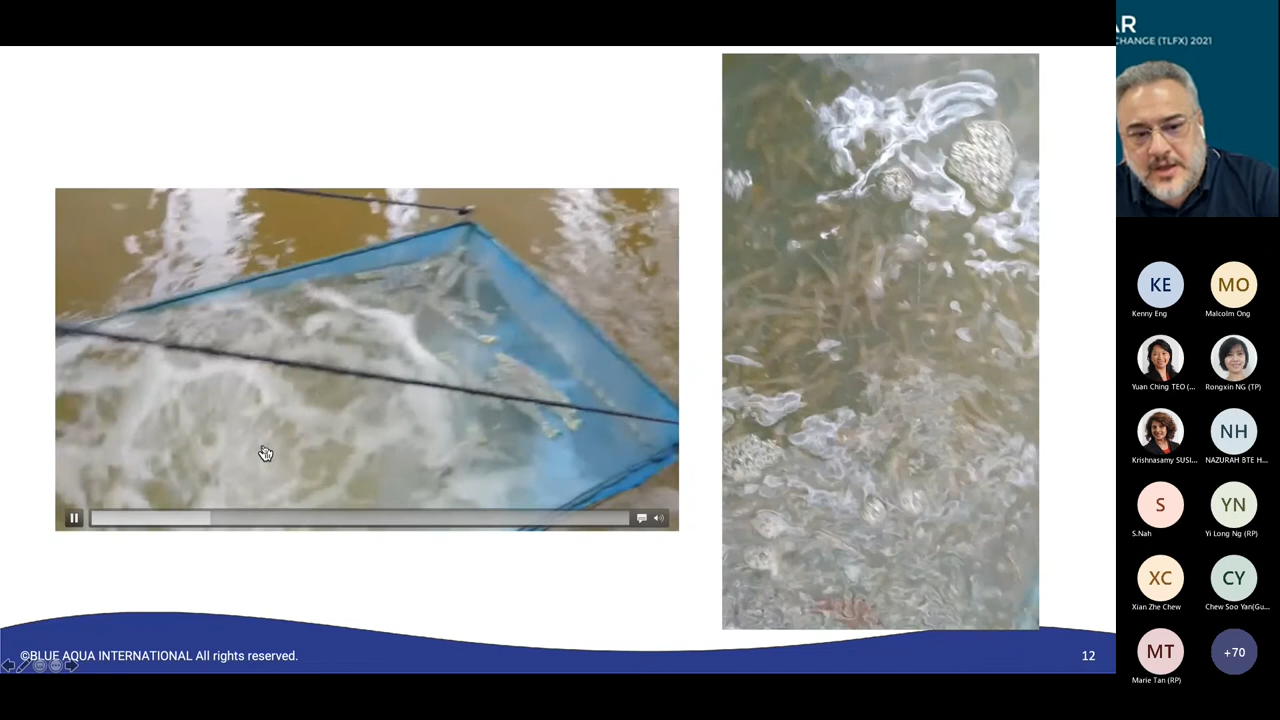 AR
CHANGE (TLFX) 2021
KE
Kenny Eng
MO
Malcolm Ong
Yuan Ching TEO (...
Rongxin NG (TP)
Krishnasamy SUSI...
NH
NAZURAH BTE H...
S
S.Nah
YN
Yi Long Ng (RP)
XC
Xian Zhe Chew
CY
Chew Soo Yan(Gu...
MT
Marie Tan (RP)
+70
©BLUE AQUA INTERNATIONAL All rights reserved.
12